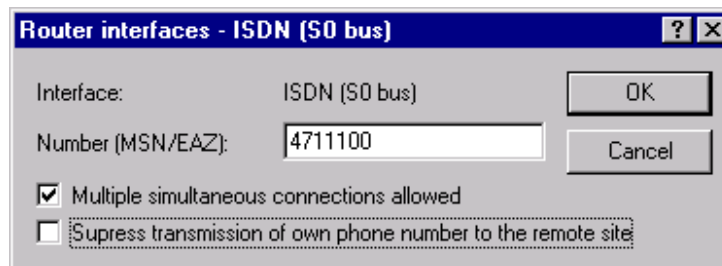 Router interfaces - ISDN (S0 bus)
Interface: ISDN (S0 bus) OK
Number (MSN/EAZ): 4711100 Cancel
Multiple simultaneous connections allowed
Supress transmission of own phone number to the remote site